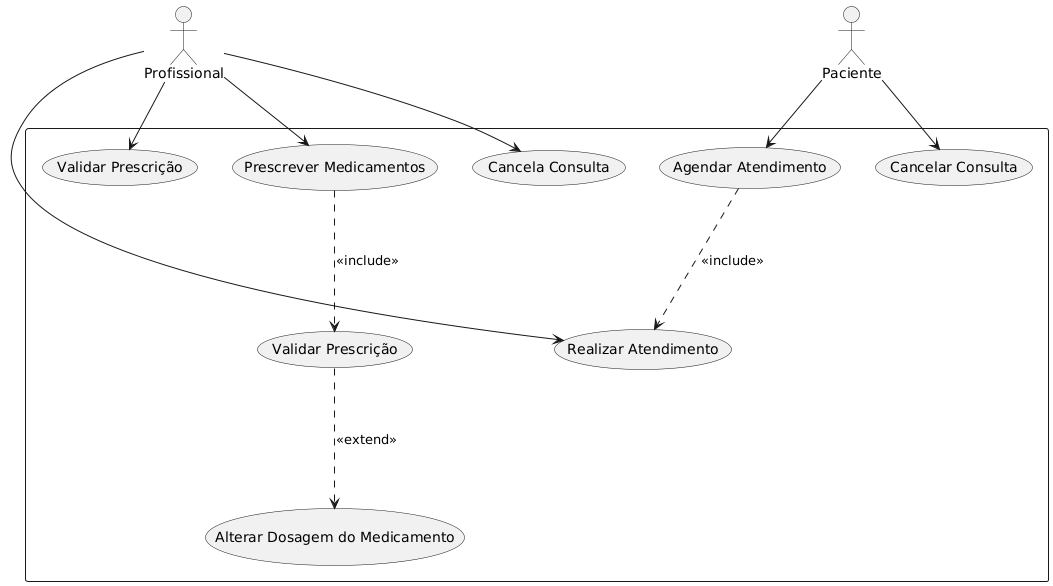 Profissional
Paciente
Validar Prescrição
Prescrever Medicamentos
Cancela Consulta
Agendar Atendimento
Cancelar Consulta
«include»
«include»
Validar Prescrição
Realizar Atendimento
«extend»
Alterar Dosagem do Medicamento